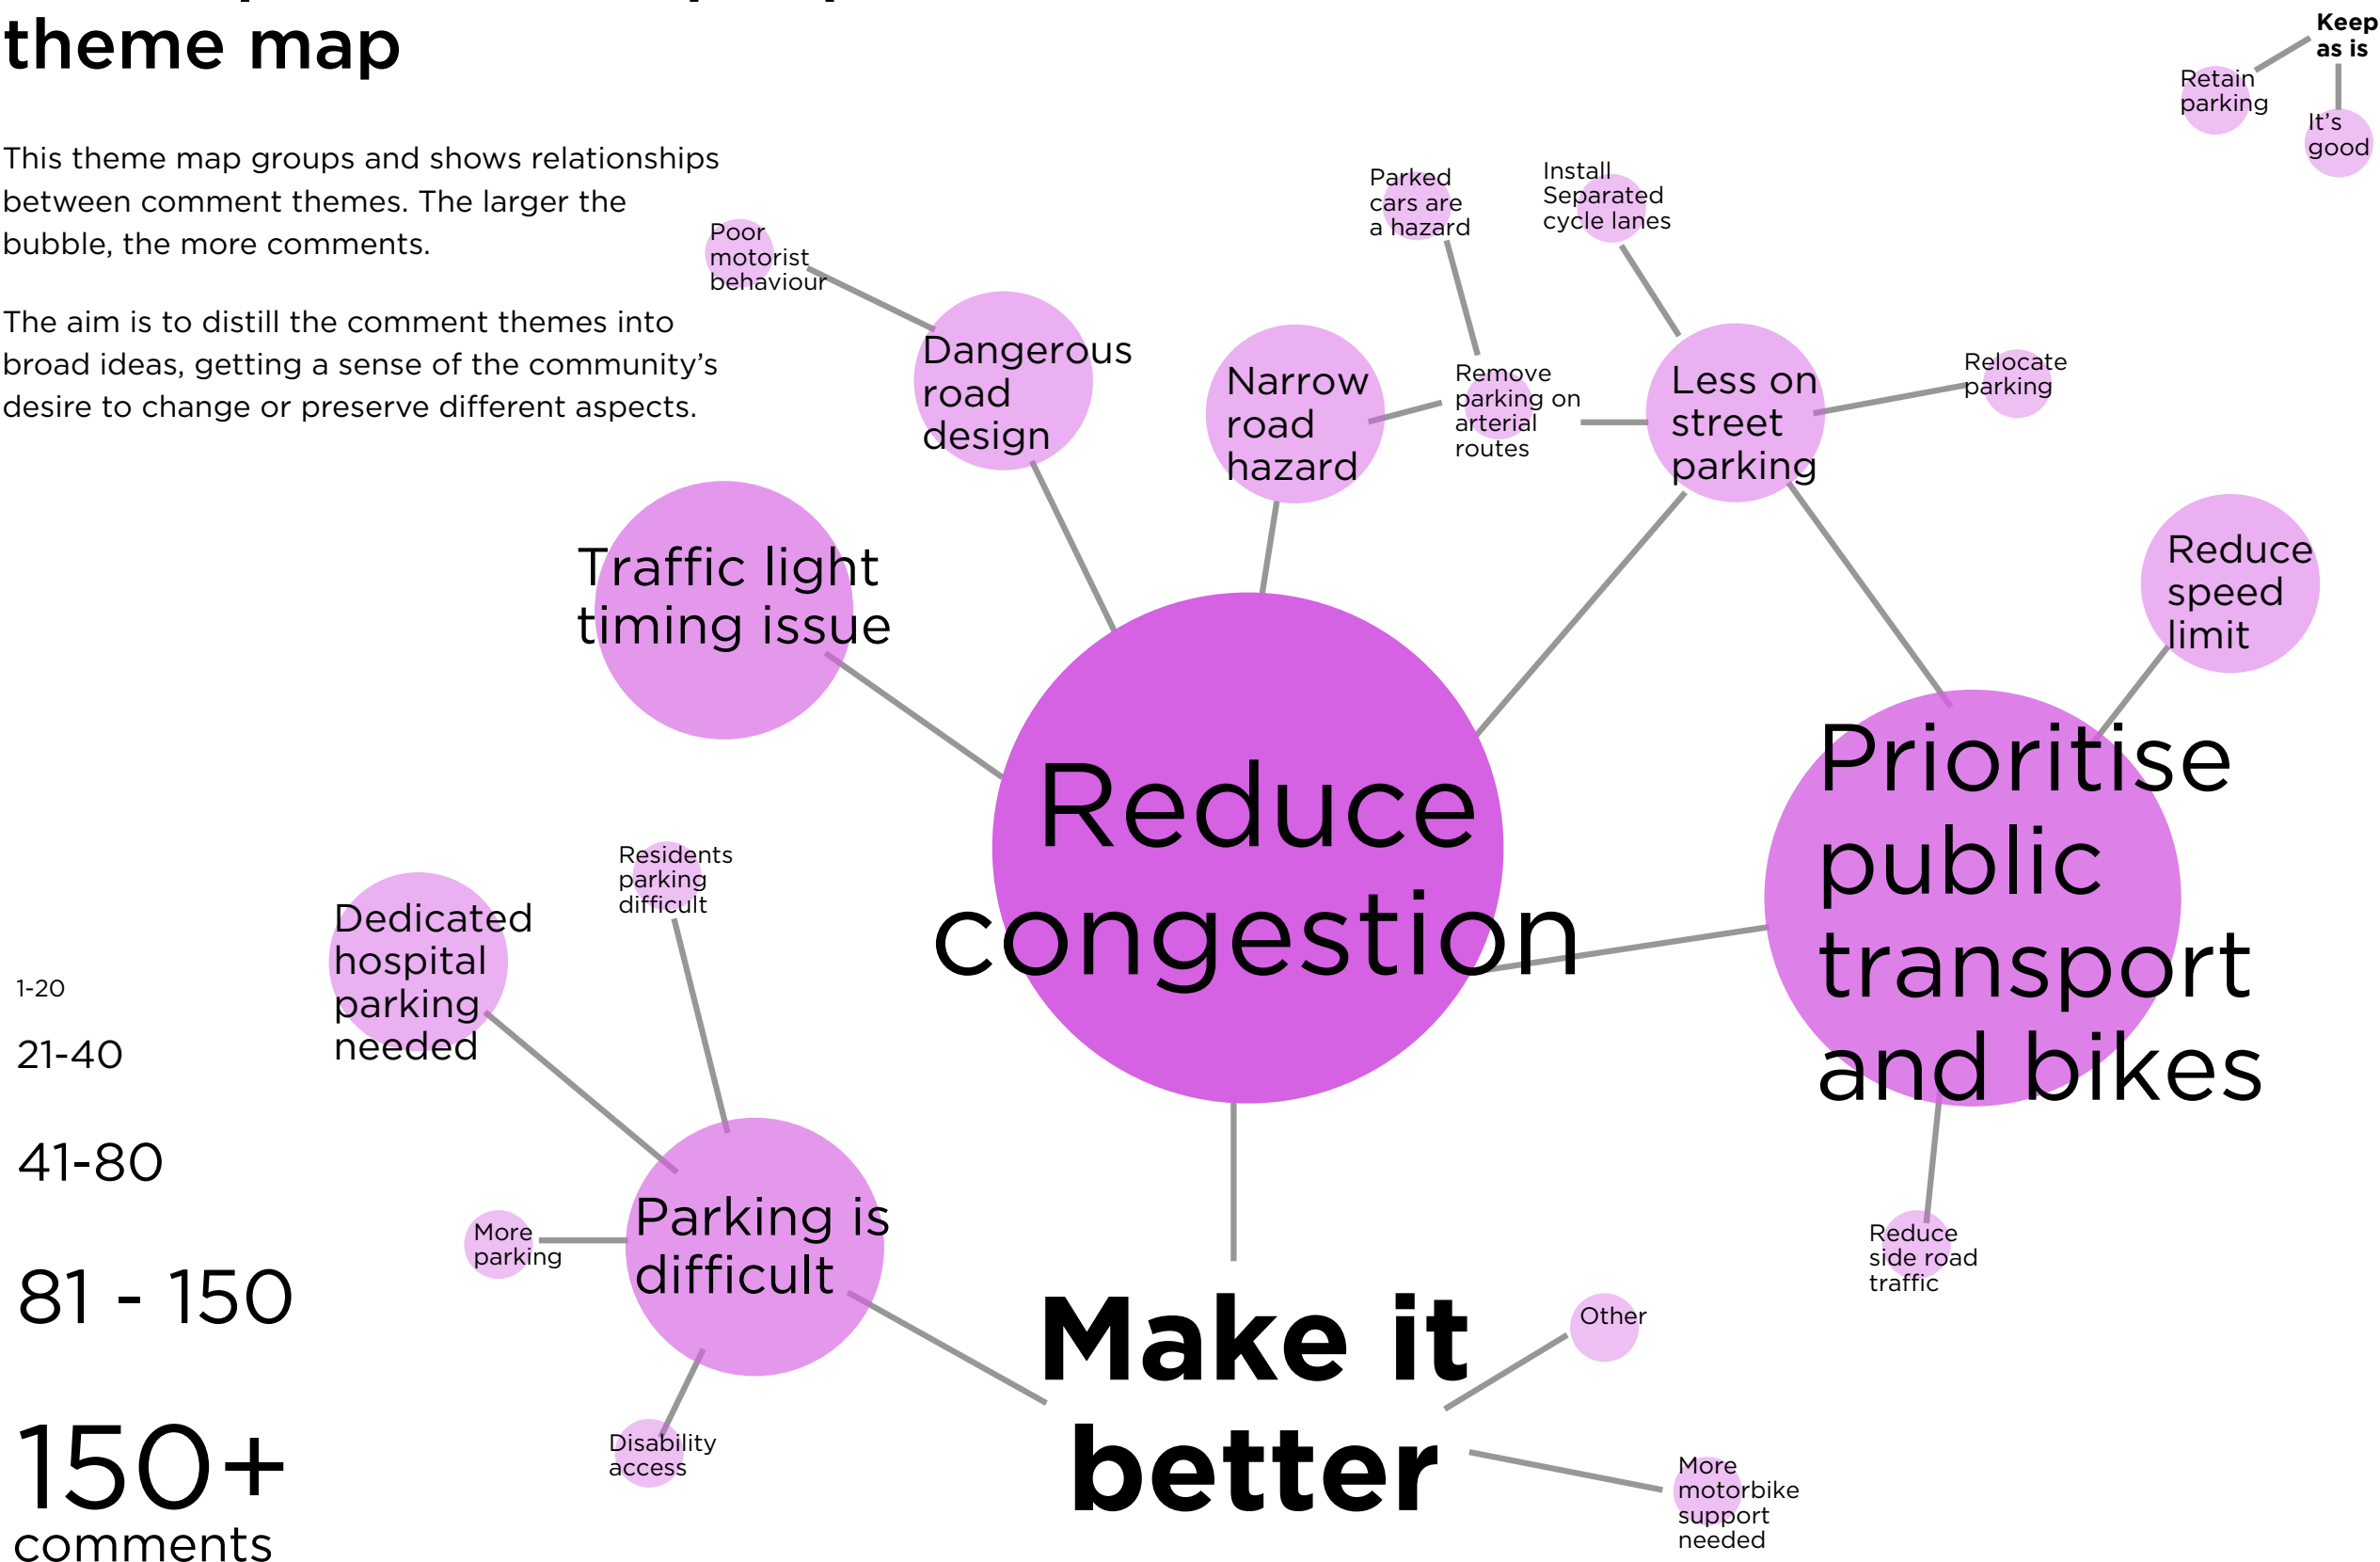 theme map
This theme map groups and shows relationships
between comment themes. The larger the
bubble, the more comments.
The aim is to distill the comment themes into
broad ideas, getting a sense of the community’s
desire to change or preserve different aspects.
Keep
as is
Retain
parking
It’s
good
Parked
cars are
a hazard
Install
Separated
cycle lanes
Poor
motorist
behaviour
Dangerous
road
design
Narrow
road
hazard
Remove
parking on
arterial
routes
Less on
street
parking
Relocate
parking
Reduce
speed
limit
Traffic light
timing issue
Reduce
congestion
Prioritise
public
transport
and bikes
Residents
parking
difficult
Dedicated
hospital
parking
needed
More
parking
Parking is
difficult
Disability
access
Reduce
side road
traffic
Make it
better
Other
More
motorbike
support
needed
1-20
21-40
41-80
81 - 150
150+
comments